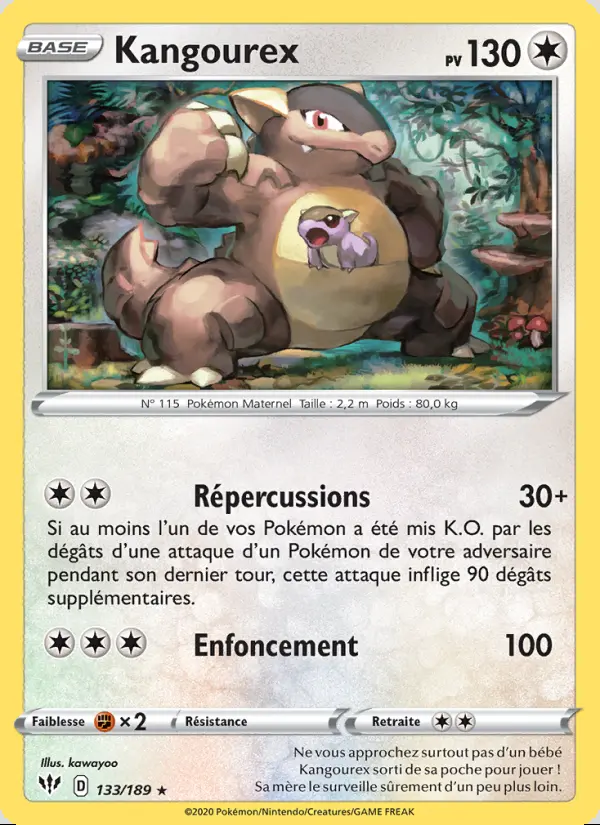 BASE Kangourex PV 130
N° 115 Pokémon Maternel Taille : 2,2 m Poids : 80,0 kg
Répercussions 30+
Si au moins l'un de vos Pokémon a été mis K.O. par les
dégâts d'une attaque d'un Pokémon de votre adversaire
pendant son dernier tour, cette attaque inflige 90 dégâts
supplémentaires.
Enfoncement 100
Faiblesse ×2 Résistance Retraite
Illus. kawayoo
D 133/189 ★
Ne vous approchez surtout pas d'un bébé
Kangourex sorti de sa poche pour jouer !
Sa mère le surveille sûrement d'un peu plus loin.
©2020 Pokémon/Nintendo/Creatures/GAME FREAK